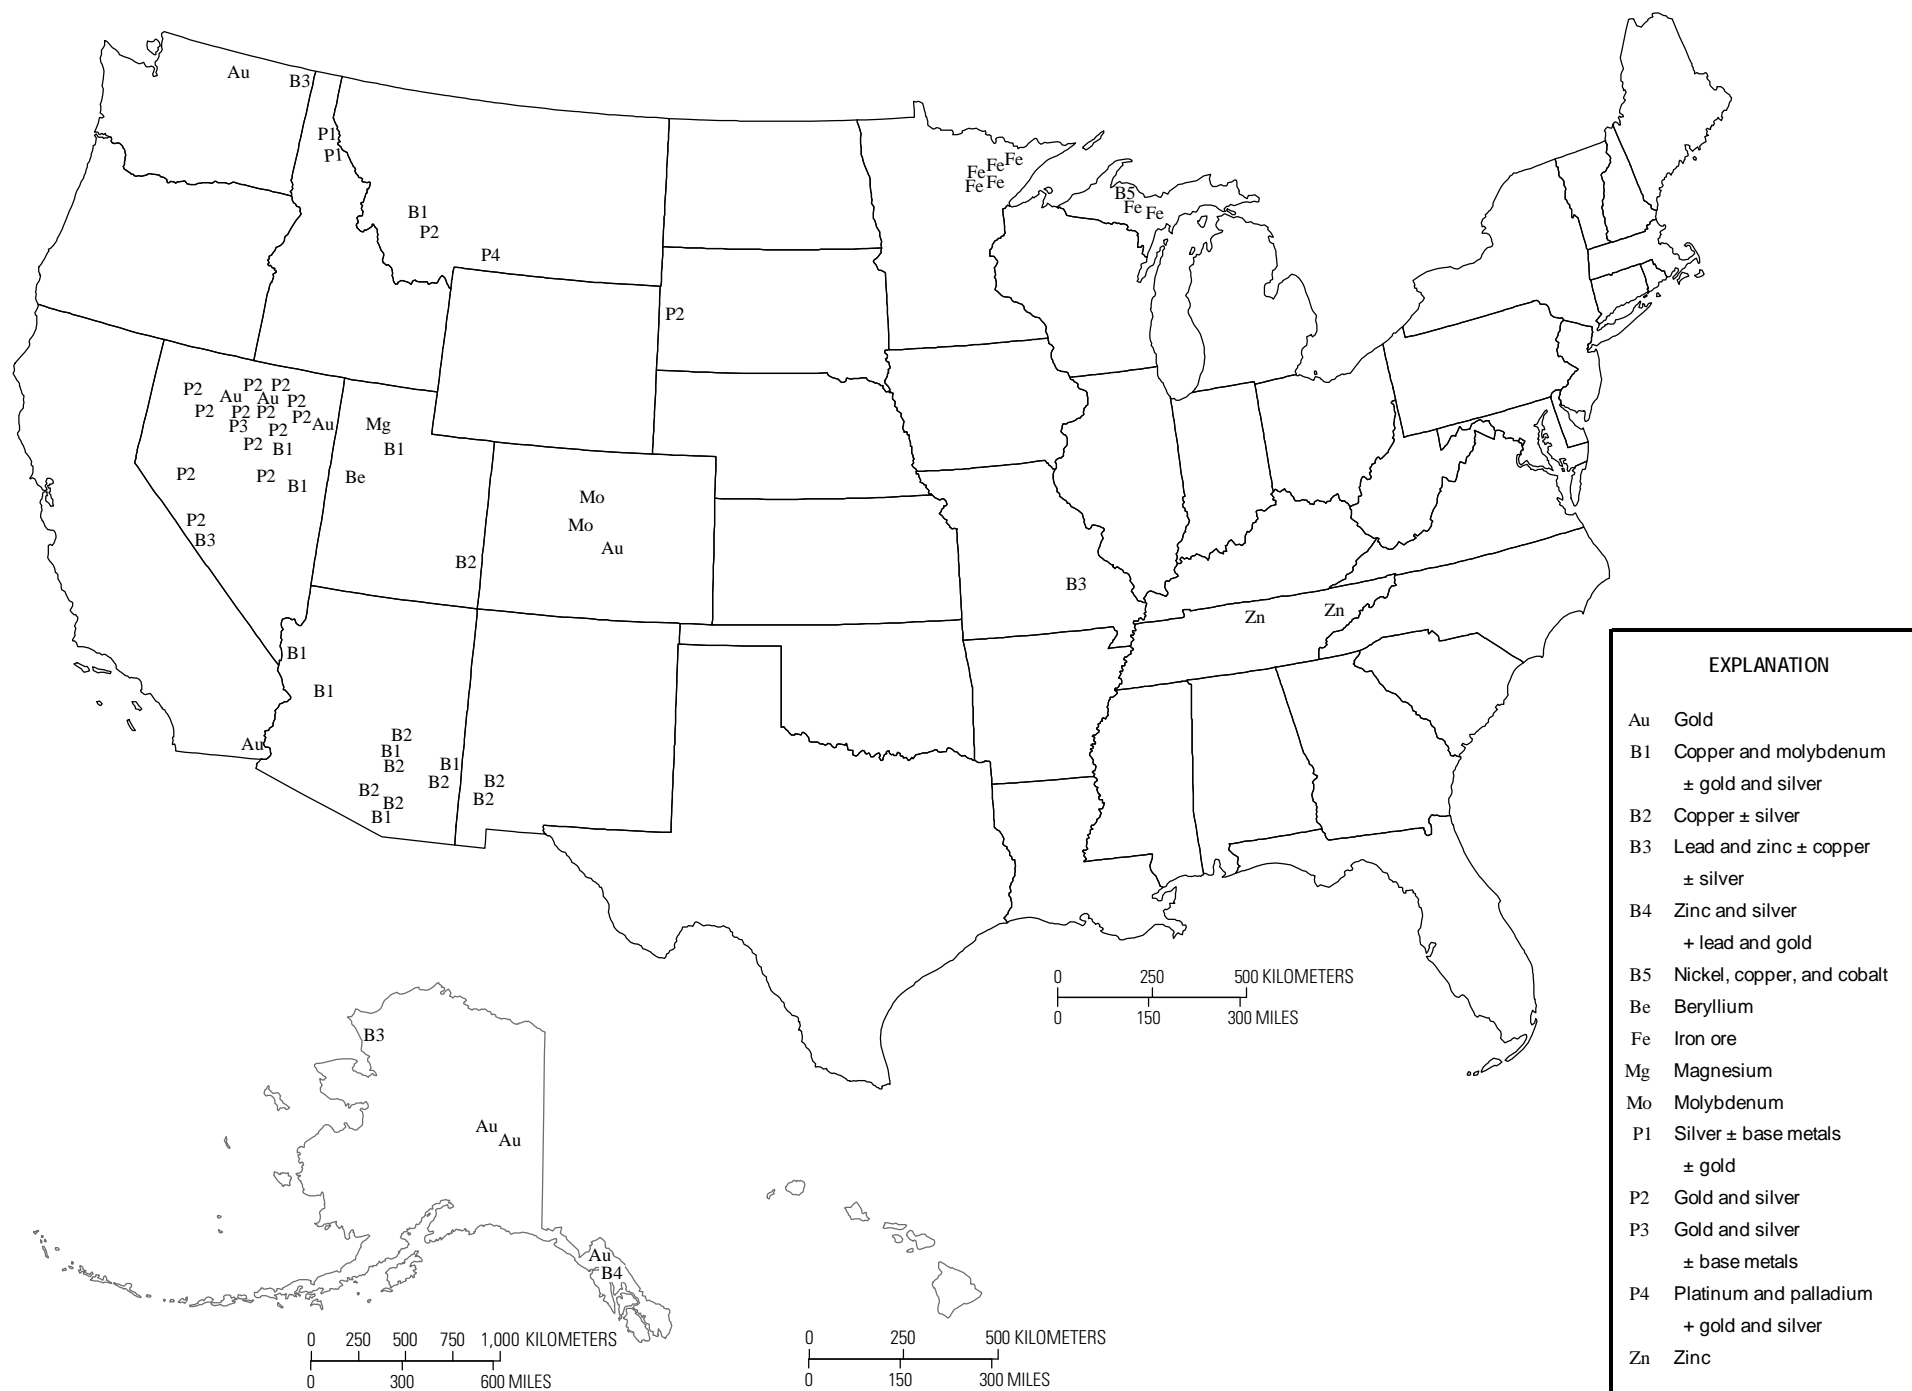 Au
B3
P1
P1
B1
P2
P4
Fe
Fe
Fe
Fe
Fe
B5
Fe
Fe
P2
P2
P2
P2
Au
Au
P2
P2
P2
P2
P2
P3
P2
Au
P2
B1
P2
P2
B1
P2
B3
Mg
B1
Be
B2
Mo
Mo
Au
B3
Zn
Zn
B1
B1
Au
B2
B1
B2
B1
B2
B2
B2
B1
B2
B2
0 250 500 KILOMETERS
0 150 300 MILES
B3
Au
Au
Au
B4
0 250 500 750 1,000 KILOMETERS
0 300 600 MILES
0 250 500 KILOMETERS
0 150 300 MILES
EXPLANATION
Au Gold
B1 Copper and molybdenum
± gold and silver
B2 Copper ± silver
B3 Lead and zinc ± copper
± silver
B4 Zinc and silver
+ lead and gold
B5 Nickel, copper, and cobalt
Be Beryllium
Fe Iron ore
Mg Magnesium
Mo Molybdenum
P1 Silver ± base metals
± gold
P2 Gold and silver
P3 Gold and silver
± base metals
P4 Platinum and palladium
+ gold and silver
Zn Zinc